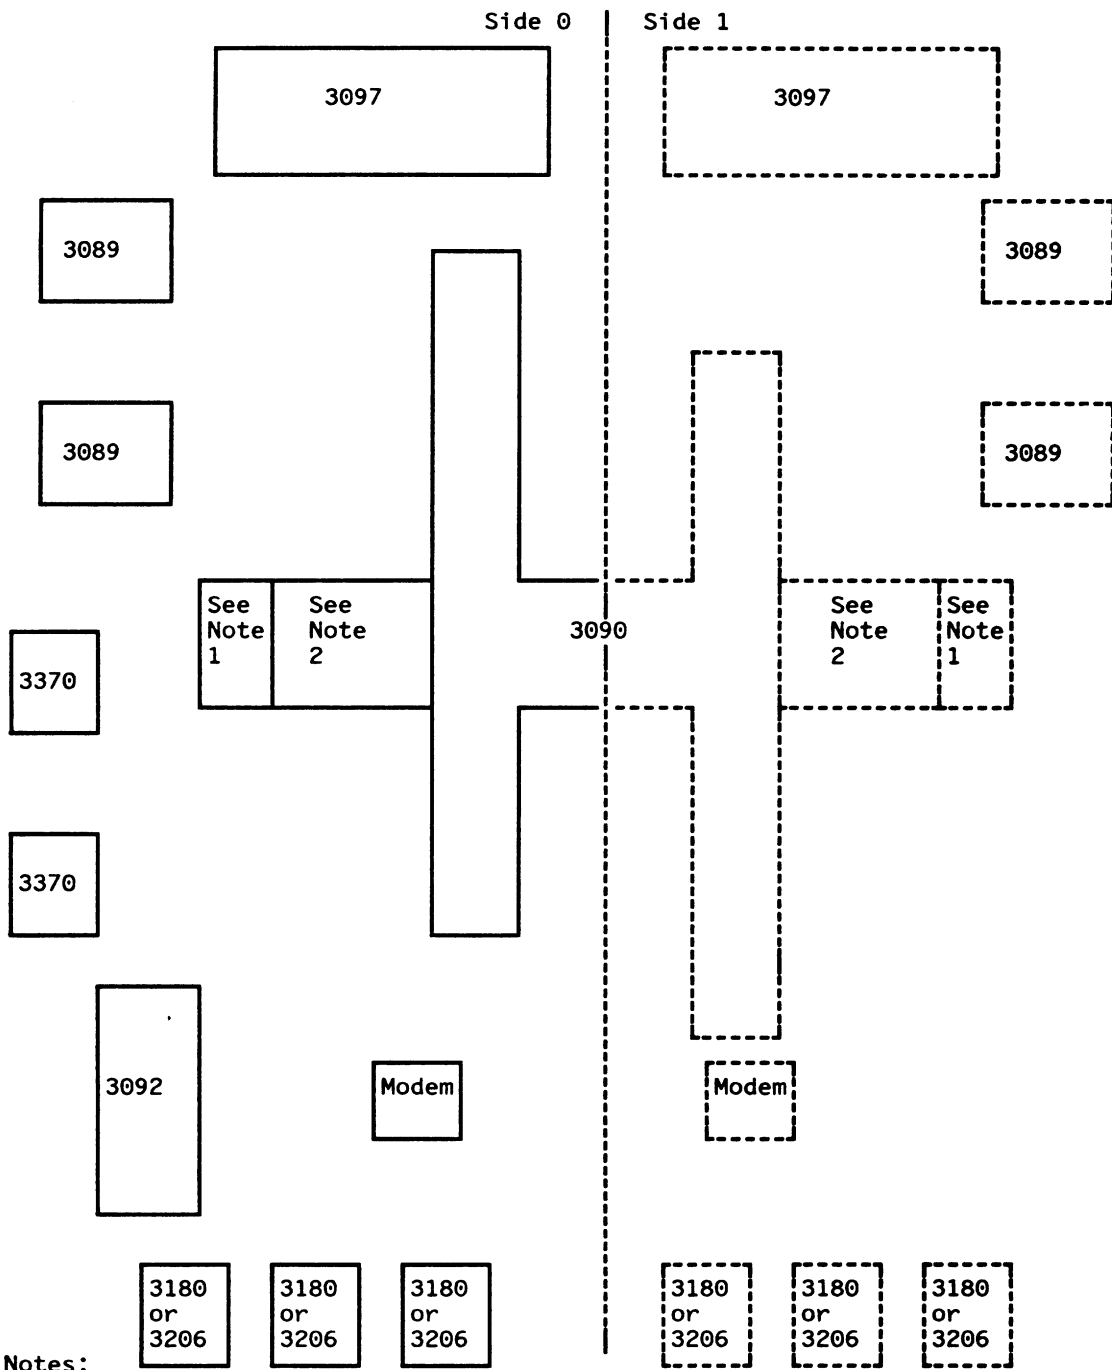 Side 0 Side 1
3097 3097
3089 3089
3089 3089
See Note 1
See Note 2
3090
See Note 2
See Note 1
3370
3370
3092
Modem Modem
3180 or 3206
3180 or 3206
3180 or 3206
3180 or 3206
3180 or 3206
3180 or 3206
Notes: